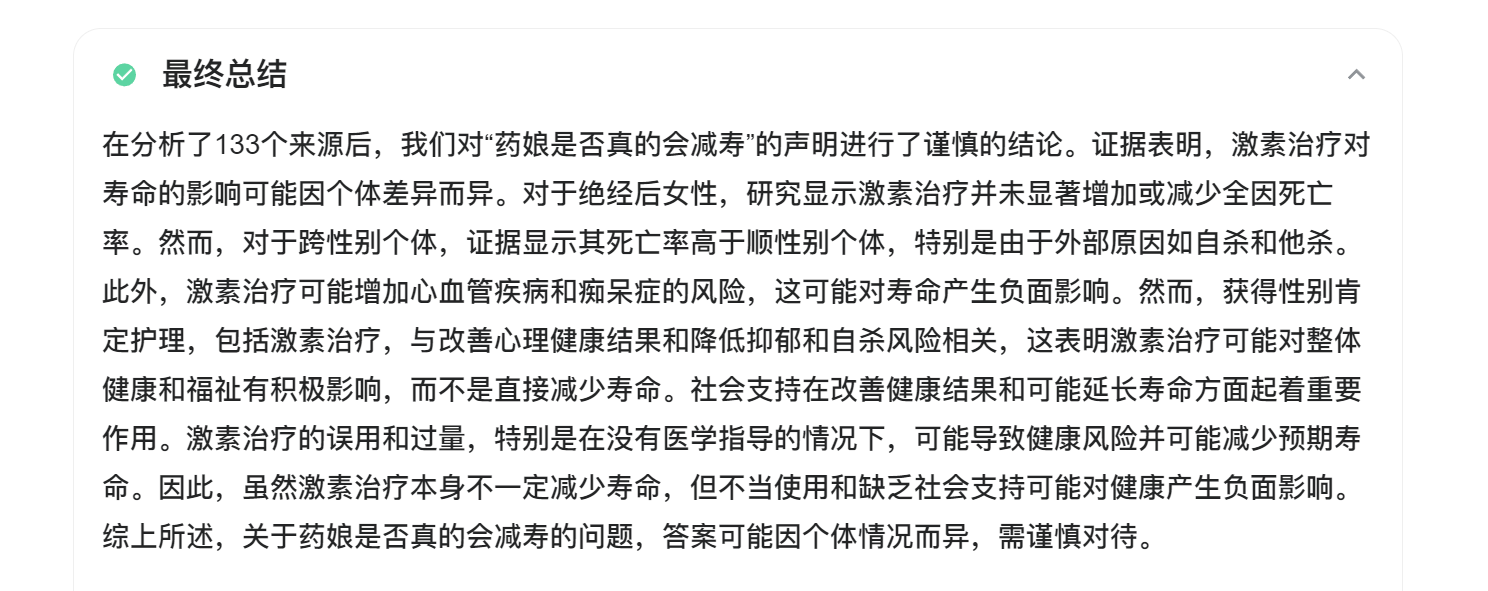 最终总结
在分析了133个来源后，我们对“药娘是否真的会减寿”的声明进行了谨慎的结论。证据表明，激素治疗对
寿命的影响可能因个体差异而异。对于绝经后女性，研究显示激素治疗并未显著增加或减少全因死亡
率。然而，对于跨性别个体，证据显示其死亡率高于顺性别个体，特别是由于外部原因如自杀和他杀。
此外，激素治疗可能增加心血管疾病和痴呆症的风险，这可能对寿命产生负面影响。然而，获得性别肯
定护理，包括激素治疗，与改善心理健康结果和降低抑郁和自杀风险相关，这表明激素治疗可能对整体
健康和福祉有积极影响，而不是直接减少寿命。社会支持在改善健康结果和可能延长寿命方面起着重要
作用。激素治疗的误用和过量，特别是在没有医学指导的情况下，可能导致健康风险并可能减少预期寿
命。因此，虽然激素治疗本身不一定减少寿命，但不当使用和缺乏社会支持可能对健康产生负面影响。
综上所述，关于药娘是否真的会减寿的问题，答案可能因个体情况而异，需谨慎对待。